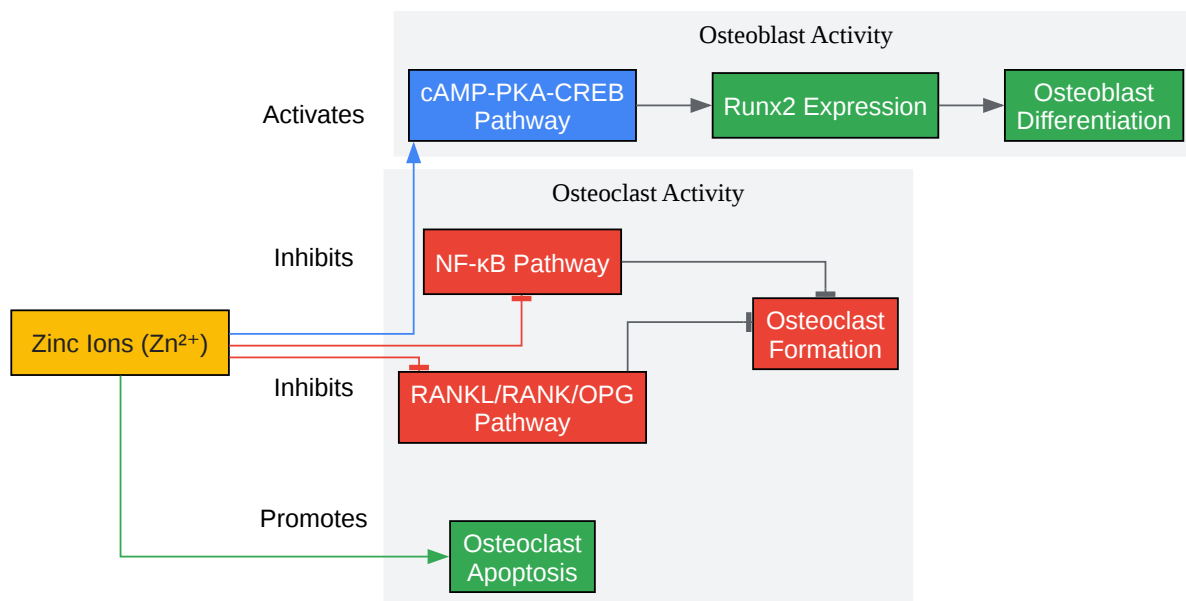 Osteoblast Activity
Activates
cAMP-PKA-CREB
Pathway
Runx2 Expression
Osteoblast
Differentiation
Osteoclast Activity
Inhibits
NF-κB Pathway
Zinc Ions (Zn²⁺)
Osteoclast
Formation
Inhibits
RANKL/RANK/OPG
Pathway
Promotes
Osteoclast
Apoptosis